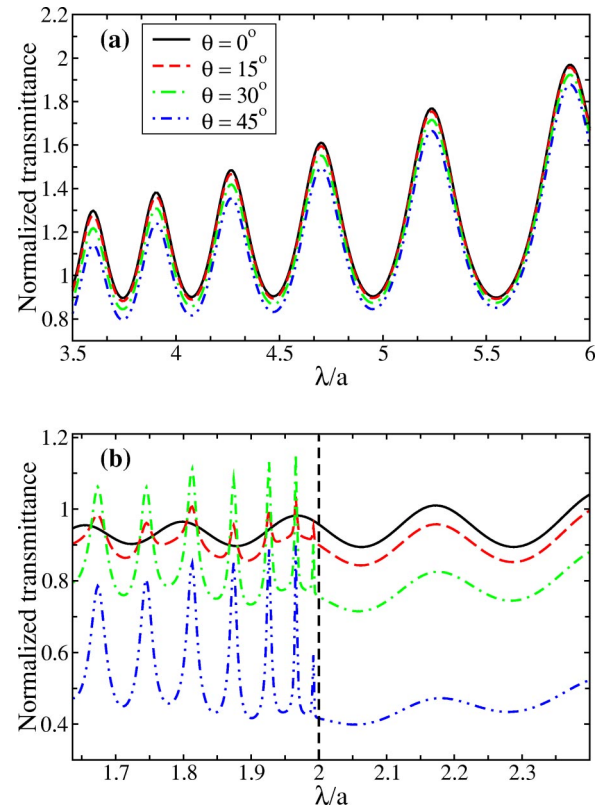 (a)
θ = 0°
θ = 15°
θ = 30°
θ = 45°
Normalized transmittance
2.2
2
1.8
1.6
1.4
1.2
1
0.8
3.5 4 4.5 5 5.5 6
λ/a
(b)
Normalized transmittance
1.2
1
0.8
0.6
0.4
1.7 1.8 1.9 2 2.1 2.2 2.3
λ/a